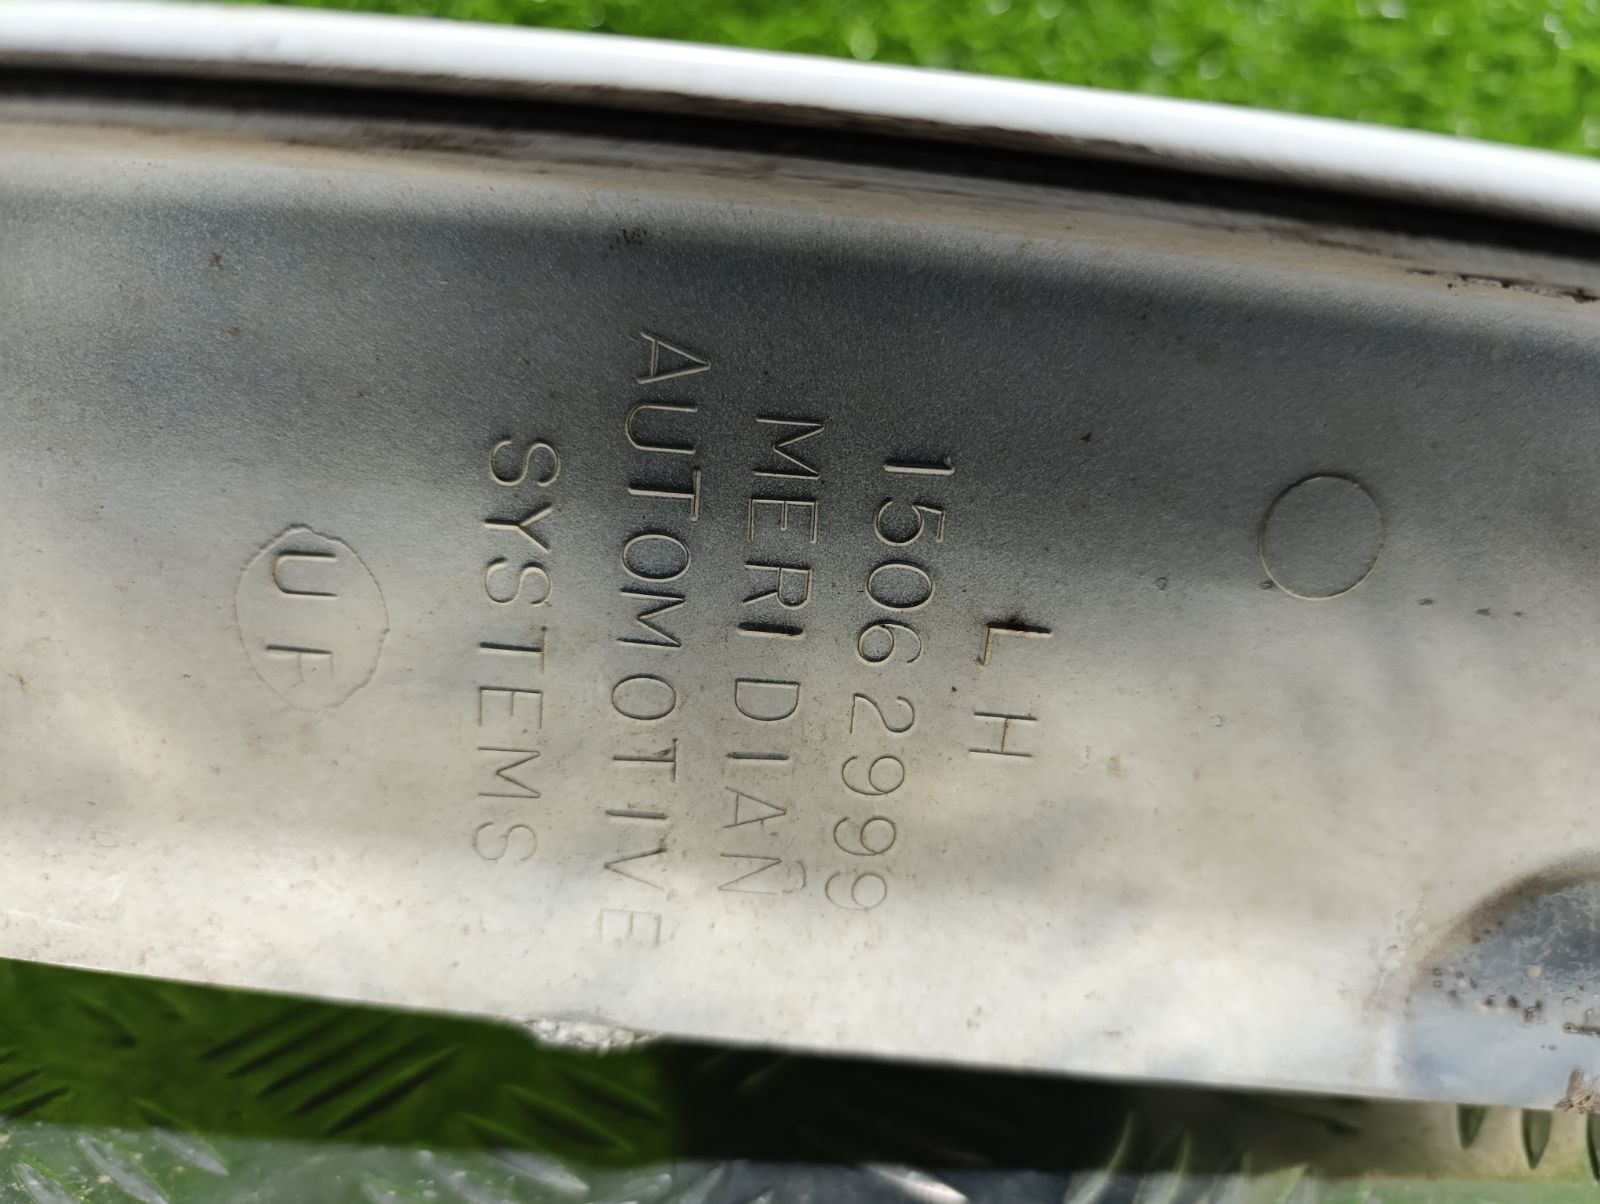 LH
15062999
MERIDIAN
AUTOMOTIVE
SYSTEMS
UF